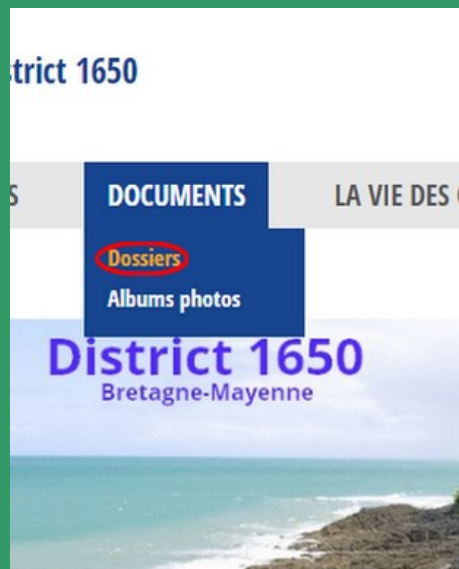 trict 1650
S DOCUMENTS LA VIE DES
Dossiers
Albums photos
District 1650
Bretagne-Mayenne